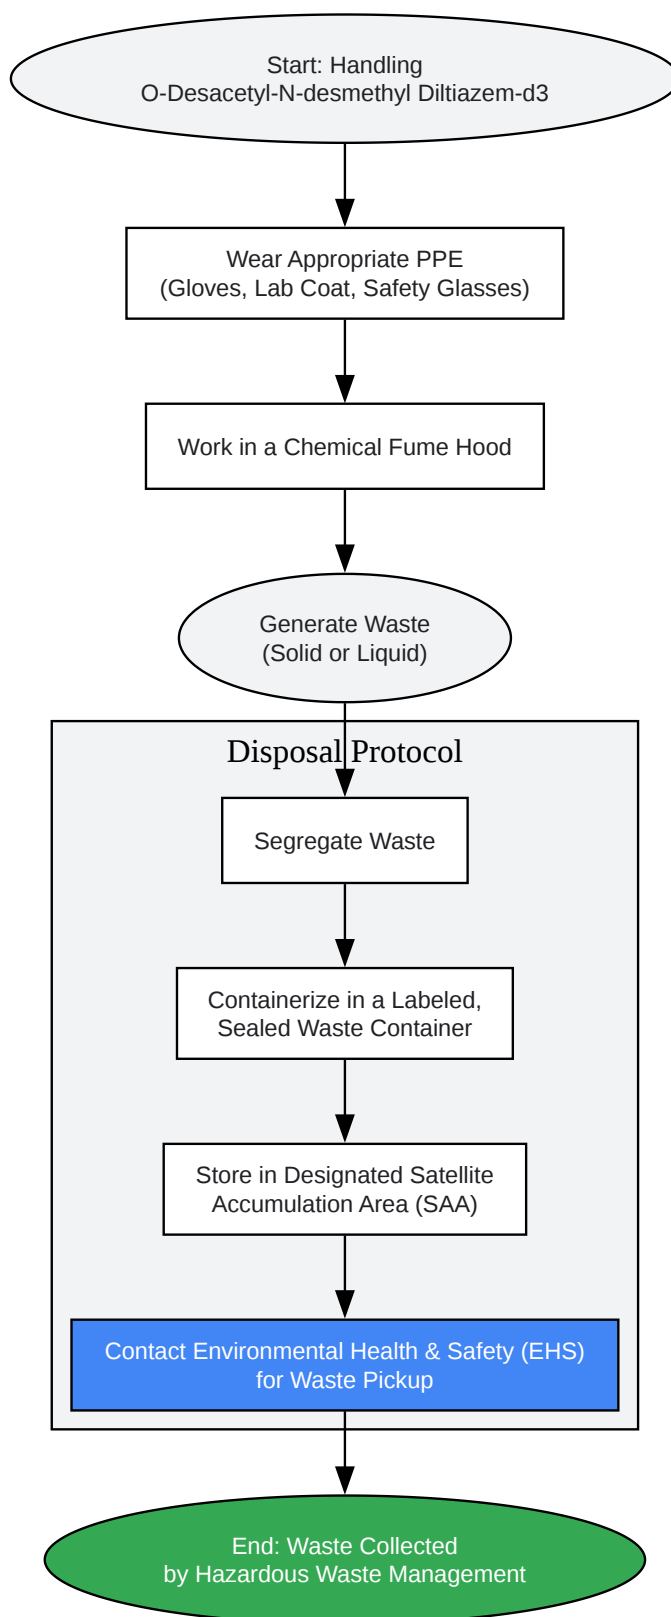 Start: Handling
O-Desacetyl-N-desmethyl Diltiazem-d3
Wear Appropriate PPE
(Gloves, Lab Coat, Safety Glasses)
Work in a Chemical Fume Hood
Generate Waste
(Solid or Liquid)
Disposal Protocol
Segregate Waste
Containerize in a Labeled,
Sealed Waste Container
Store in Designated Satellite
Accumulation Area (SAA)
Contact Environmental Health & Safety (EHS)
for Waste Pickup
End: Waste Collected
by Hazardous Waste Management